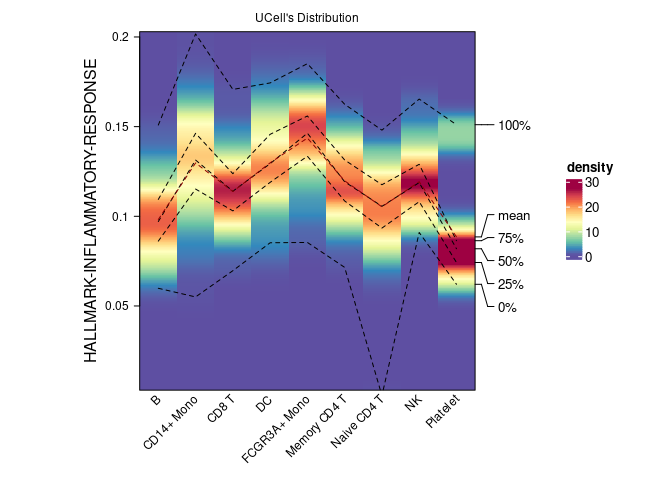 UCell's Distribution
HALLMARK-INFLAMMATORY-RESPONSE
0.2
0.15
0.1
0.05
100%
mean
75%
50%
25%
0%
density
30
20
10
0
B
CD14+ Mono
CD8 T
DC
FCGR3A+ Mono
Memory CD4 T
Naive CD4 T
NK
Platelet